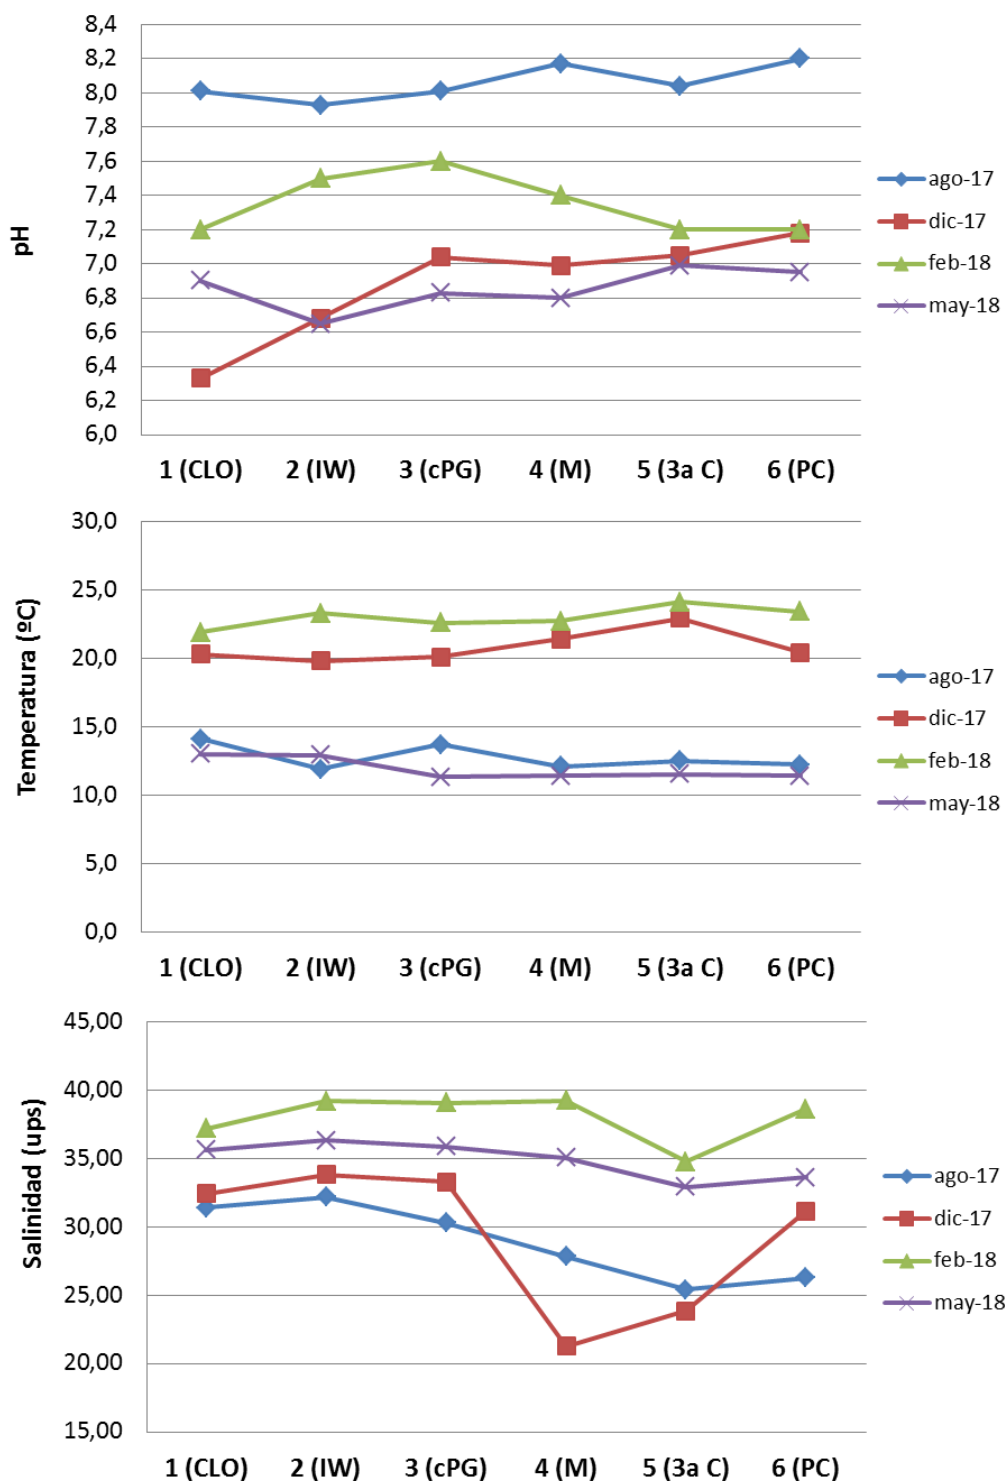 pH
8,4
8,2
8,0
7,8
7,6
7,4
7,2
7,0
6,8
6,6
6,4
6,2
6,0
1 (CLO) 2 (IW) 3 (cPG) 4 (M) 5 (3a C) 6 (PC)
ago-17
dic-17
feb-18
may-18
Temperatura (ºC)
30,0
25,0
20,0
15,0
10,0
5,0
0,0
1 (CLO) 2 (IW) 3 (cPG) 4 (M) 5 (3a C) 6 (PC)
ago-17
dic-17
feb-18
may-18
Salinidad (ups)
45,00
40,00
35,00
30,00
25,00
20,00
15,00
1 (CLO) 2 (IW) 3 (cPG) 4 (M) 5 (3a C) 6 (PC)
ago-17
dic-17
feb-18
may-18